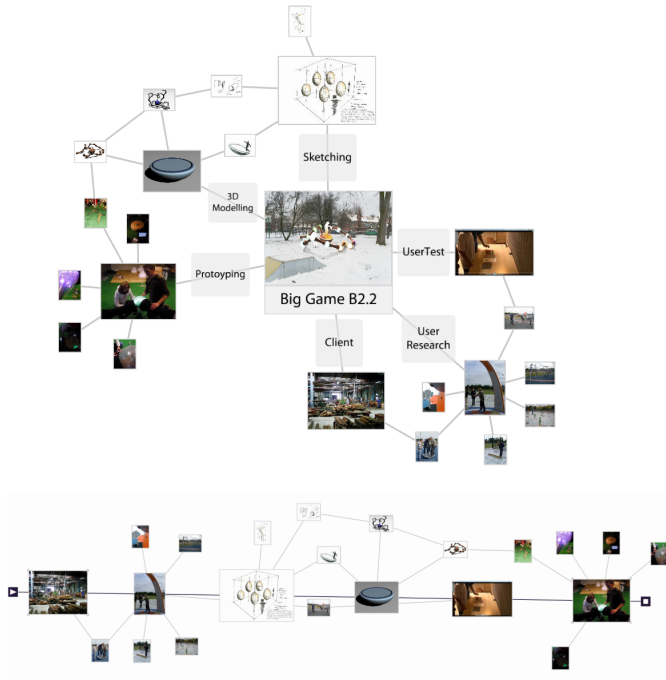 Sketching
3D
Modelling
UserTest
Protoyping
Big Game B2.2
Client
User
Research